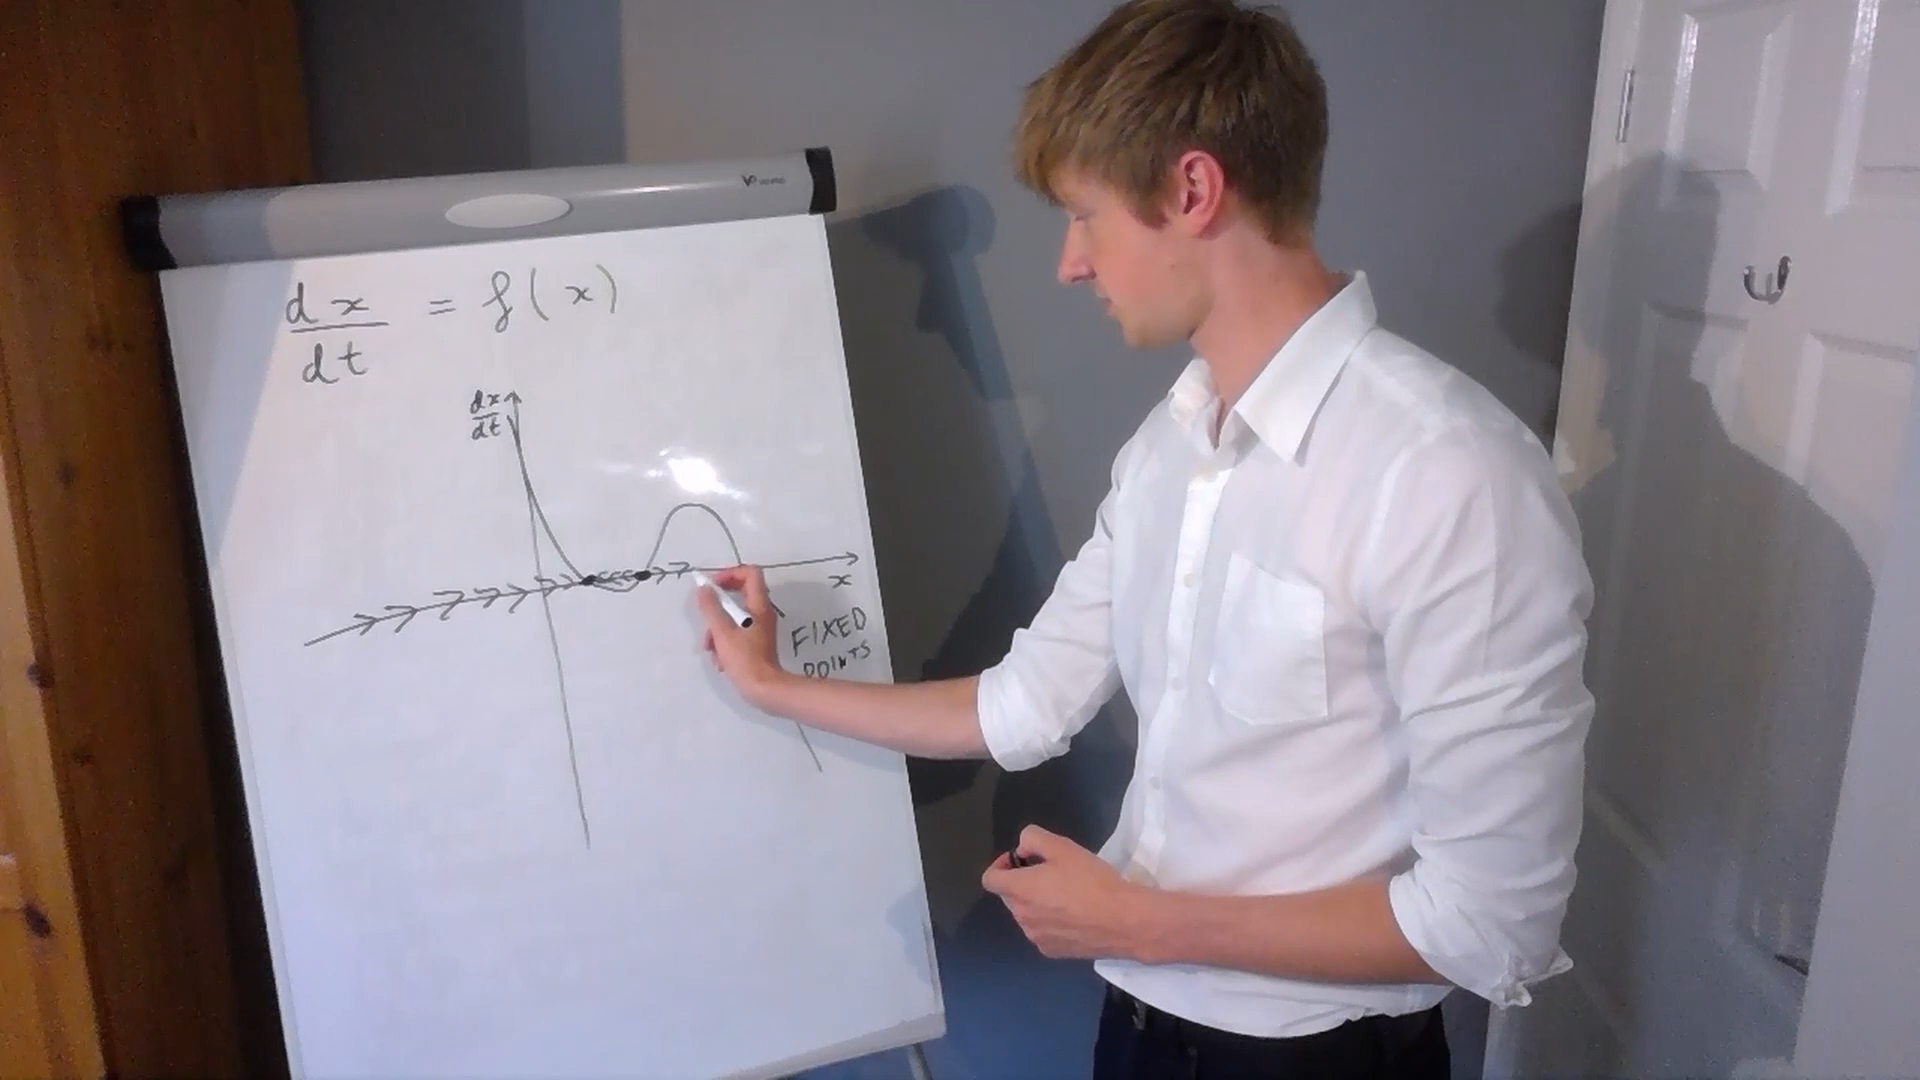 dx/dt = f(x)
dx/dt
x
FIXED
POINTS